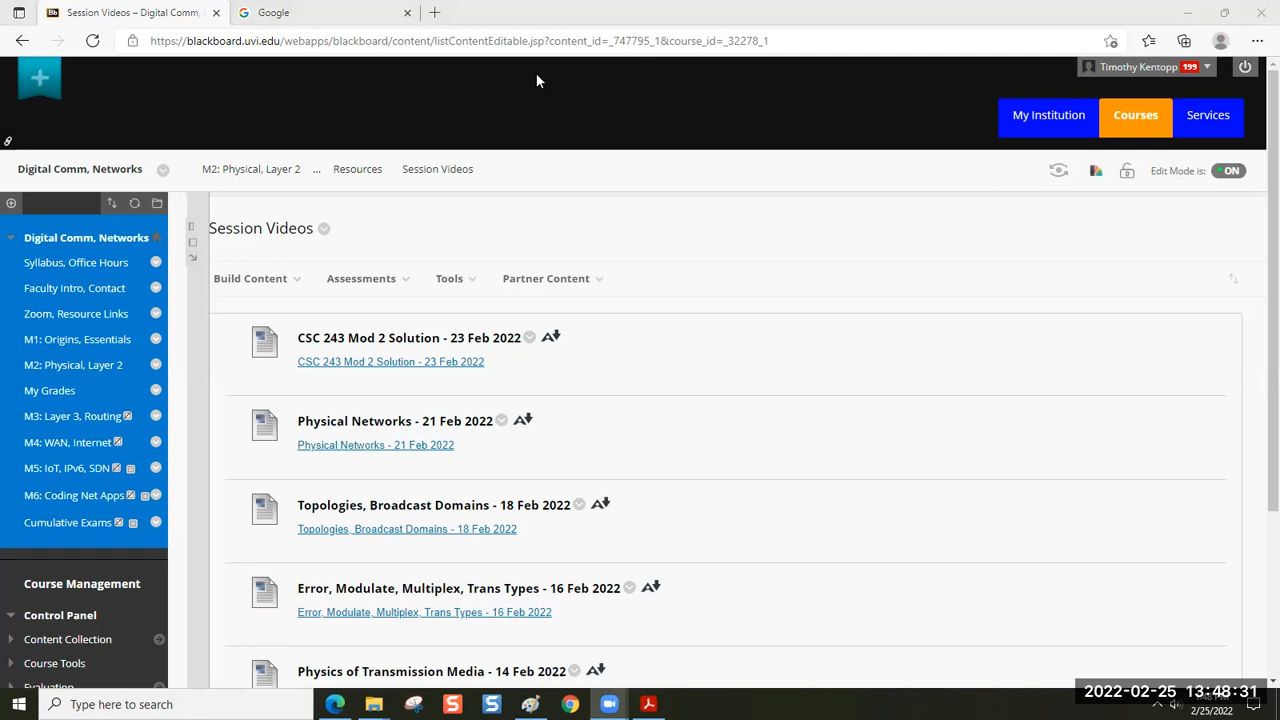 Session Videos – Digital Comm,
Google
https://blackboard.uvi.edu/webapps/blackboard/content/listContentEditable.jsp?content_id=_747795_1&course_id=_32278_1
Timothy Kentopp 199
My Institution
Courses
Services
Digital Comm, Networks
M2: Physical, Layer 2
...
Resources
Session Videos
Edit Mode is:
ON
Digital Comm, Networks
Syllabus, Office Hours
Faculty Intro, Contact
Zoom, Resource Links
M1: Origins, Essentials
M2: Physical, Layer 2
My Grades
M3: Layer 3, Routing
M4: WAN, Internet
M5: IoT, IPv6, SDN
M6: Coding Net Apps
Cumulative Exams
Course Management
Control Panel
Content Collection
Course Tools
Evaluation
Session Videos
Build Content
Assessments
Tools
Partner Content
CSC 243 Mod 2 Solution - 23 Feb 2022
CSC 243 Mod 2 Solution - 23 Feb 2022
Physical Networks - 21 Feb 2022
Physical Networks - 21 Feb 2022
Topologies, Broadcast Domains - 18 Feb 2022
Topologies, Broadcast Domains - 18 Feb 2022
Error, Modulate, Multiplex, Trans Types - 16 Feb 2022
Error, Modulate, Multiplex, Trans Types - 16 Feb 2022
Physics of Transmission Media - 14 Feb 2022
Type here to search
2022-02-25 13:48:31
2/25/2022